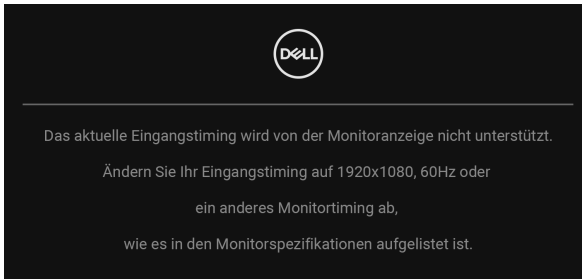 DELL
Das aktuelle Eingangstiming wird von der Monitoranzeige nicht unterstützt.
Ändern Sie Ihr Eingangstiming auf 1920x1080, 60Hz oder
ein anderes Monitortiming ab,
wie es in den Monitorspezifikationen aufgelistet ist.